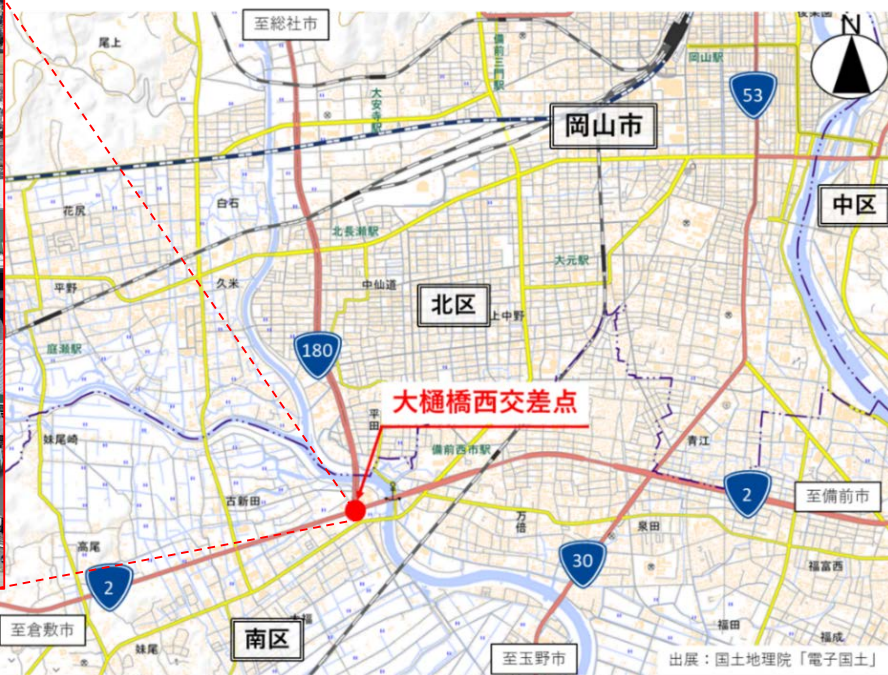 至総社市
尾上
備前三門駅
後楽園
N
岡山駅
53
大安寺駅
岡山市
中区
花尻
白石
北長瀬駅
大元駅
平野
久米
中仙道
北区
上中野
庭瀬駅
180
大樋橋西交差点
平田
妹尾崎
備前西市駅
青江
古新田
2
至備前市
万倍
泉田
高尾
30
福富西
2
至倉敷市
妹尾
南区
福田
福成
至玉野市
出展：国土地理院「電子国土」